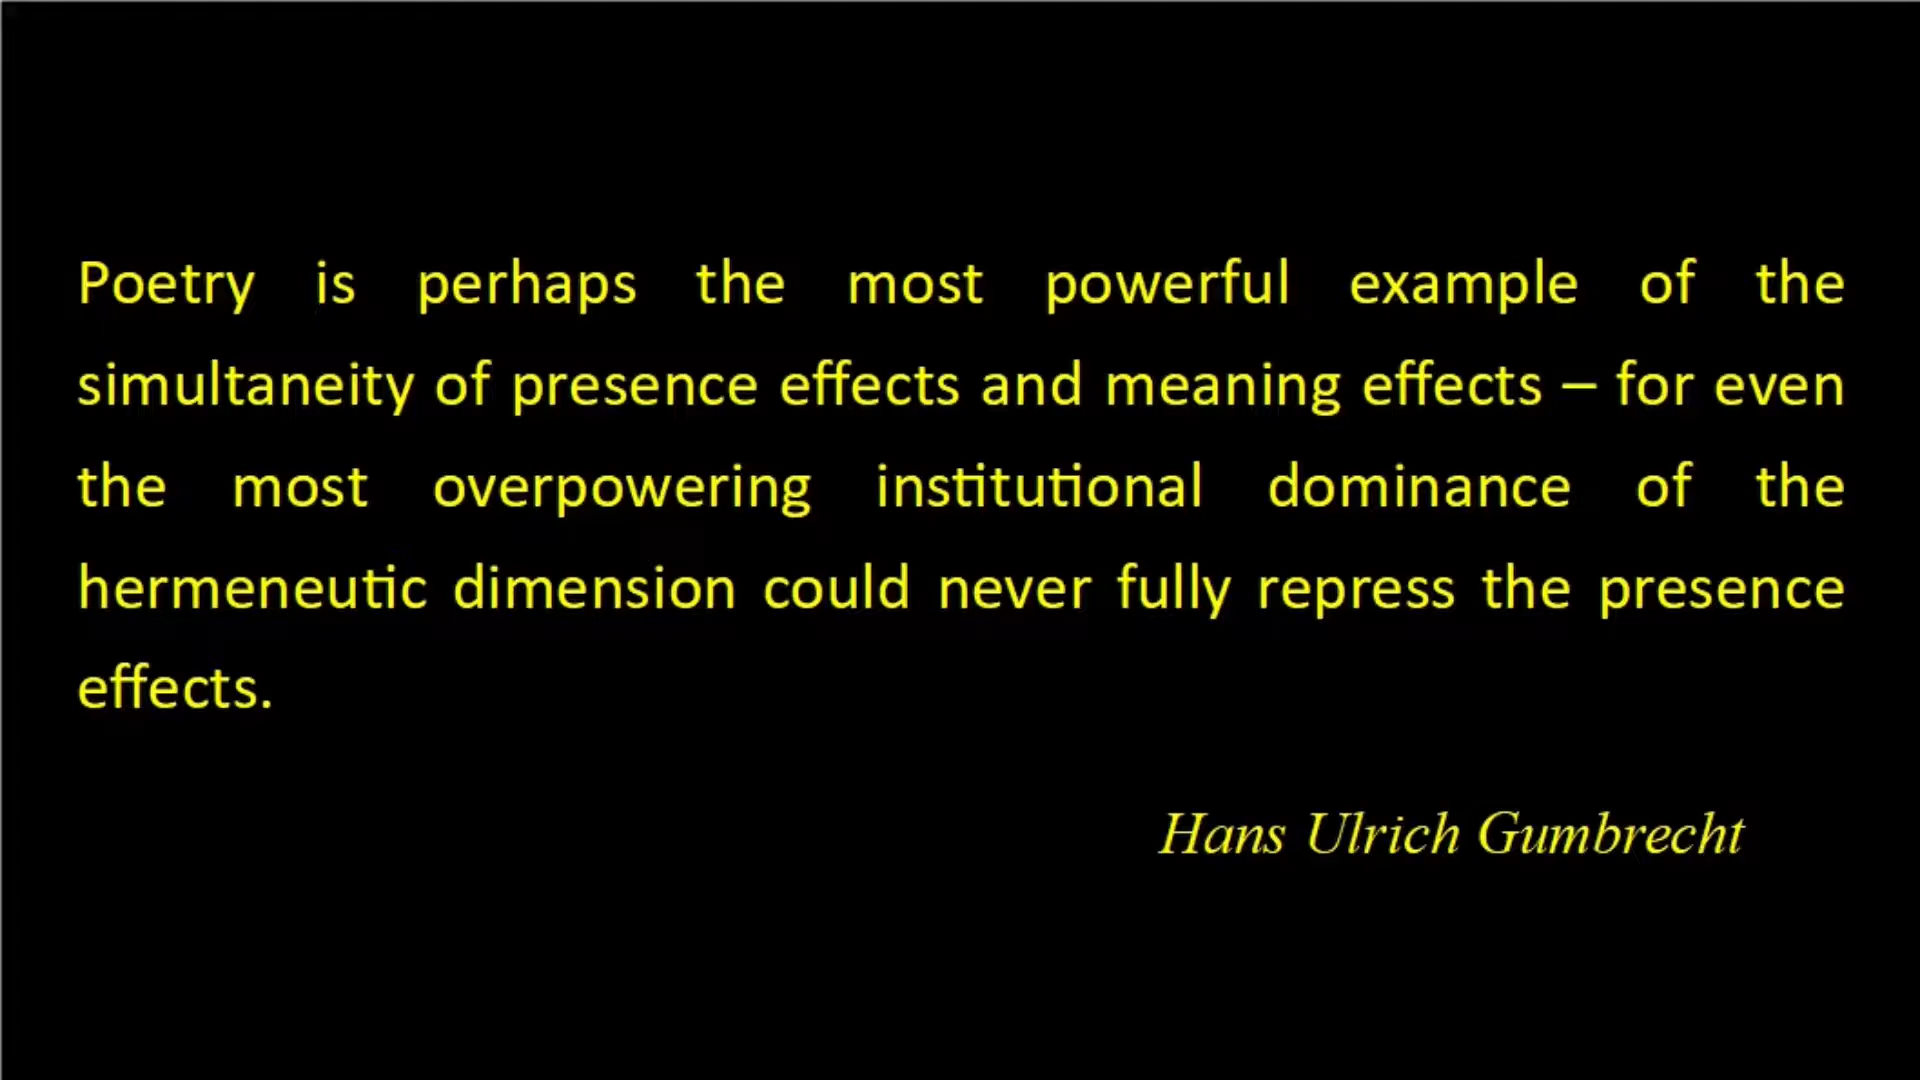 Poetry is perhaps the most powerful example of the
simultaneity of presence effects and meaning effects – for even
the most overpowering institutional dominance of the
hermeneutic dimension could never fully repress the presence
effects.
Hans Ulrich Gumbrecht